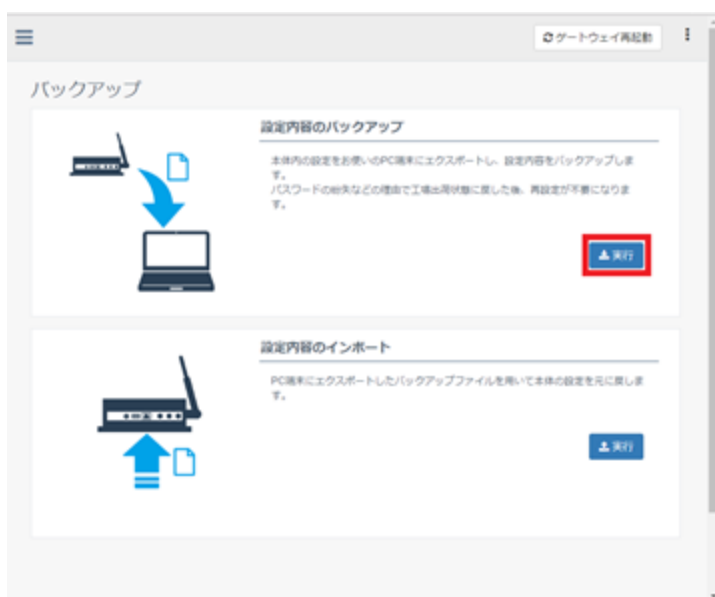 ゲートウェイ再起動
バックアップ
設定内容のバックアップ
本体内の設定をお使いのPC端末にエクスポートし、設定内容をバックアップしま
す。
パスワードの紛失などの理由で工場出荷状態に戻した後、再設定が不要になりま
す。
実行
設定内容のインポート
PC端末にエクスポートしたバックアップファイルを用いて本体の設定を元に戻しま
す。
実行